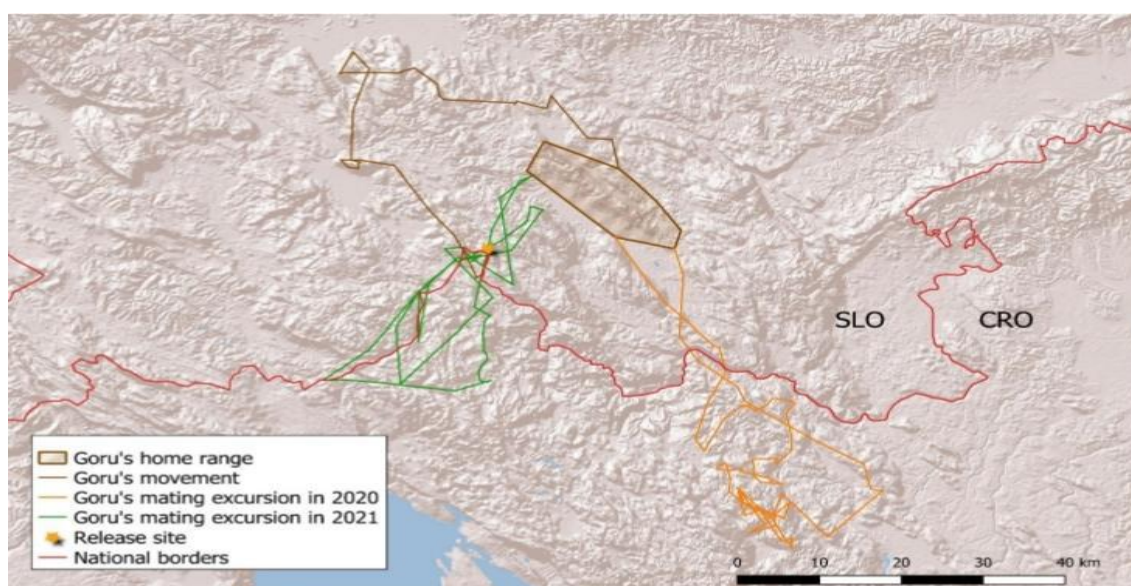 SLO
CRO
Goru's home range
Goru's movement
Goru's mating excursion in 2020
Goru's mating excursion in 2021
Release site
National borders
0 10 20 30 40 km